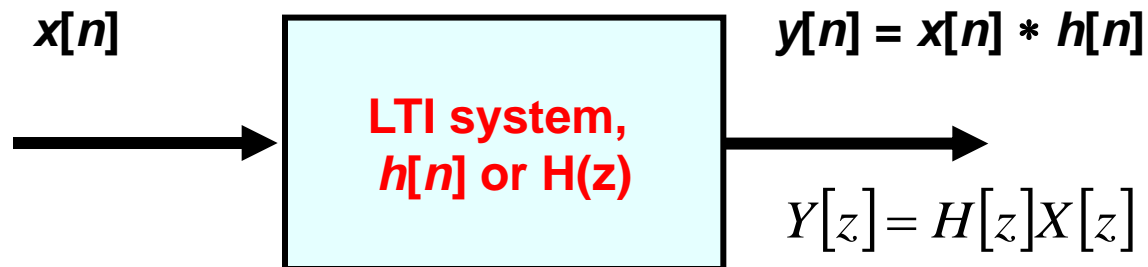 x[n]
y[n] = x[n] * h[n]
LTI system,
h[n] or H(z)
Y[z] = H[z]X[z]